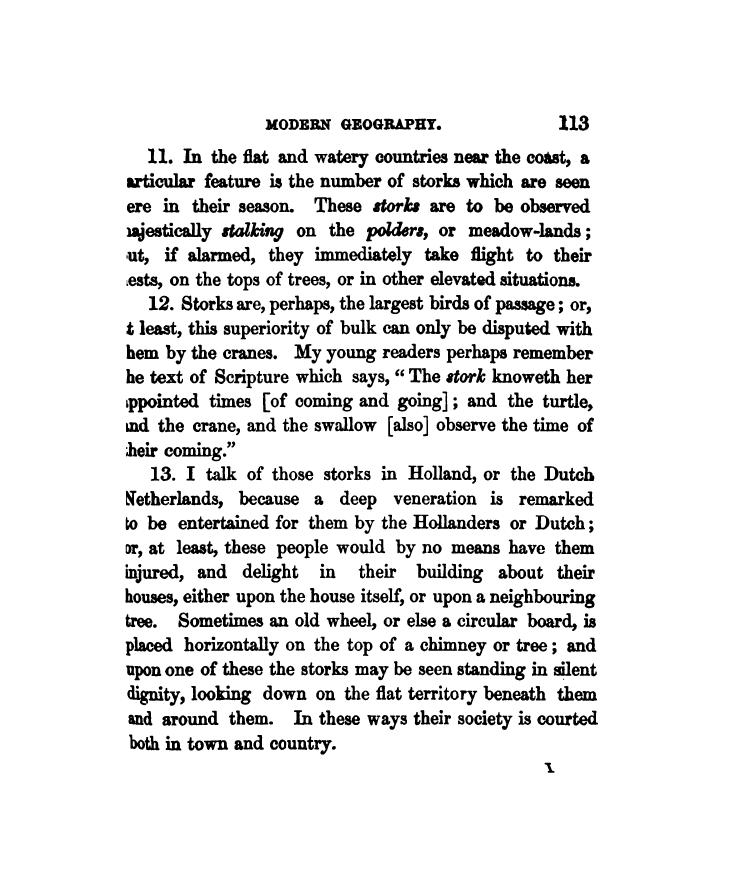 MODERN GEOGRAPHY. 113
11. In the flat and watery countries near the coast, a
articular feature is the number of storks which are seen
ere in their season. These storks are to be observed
ajestically stalking on the polders, or meadow-lands;
ut, if alarmed, they immediately take flight to their
ests, on the tops of trees, or in other elevated situations.
12. Storks are, perhaps, the largest birds of passage; or,
t least, this superiority of bulk can only be disputed with
hem by the cranes. My young readers perhaps remember
he text of Scripture which says, “The stork knoweth her
ppointed times [of coming and going]; and the turtle,
and the crane, and the swallow [also] observe the time of
their coming.”
13. I talk of those storks in Holland, or the Dutch
Netherlands, because a deep veneration is remarked
to be entertained for them by the Hollanders or Dutch;
or, at least, these people would by no means have them
injured, and delight in their building about their
houses, either upon the house itself, or upon a neighbouring
tree. Sometimes an old wheel, or else a circular board, is
placed horizontally on the top of a chimney or tree; and
upon one of these the storks may be seen standing in silent
dignity, looking down on the flat territory beneath them
and around them. In these ways their society is courted
both in town and country.